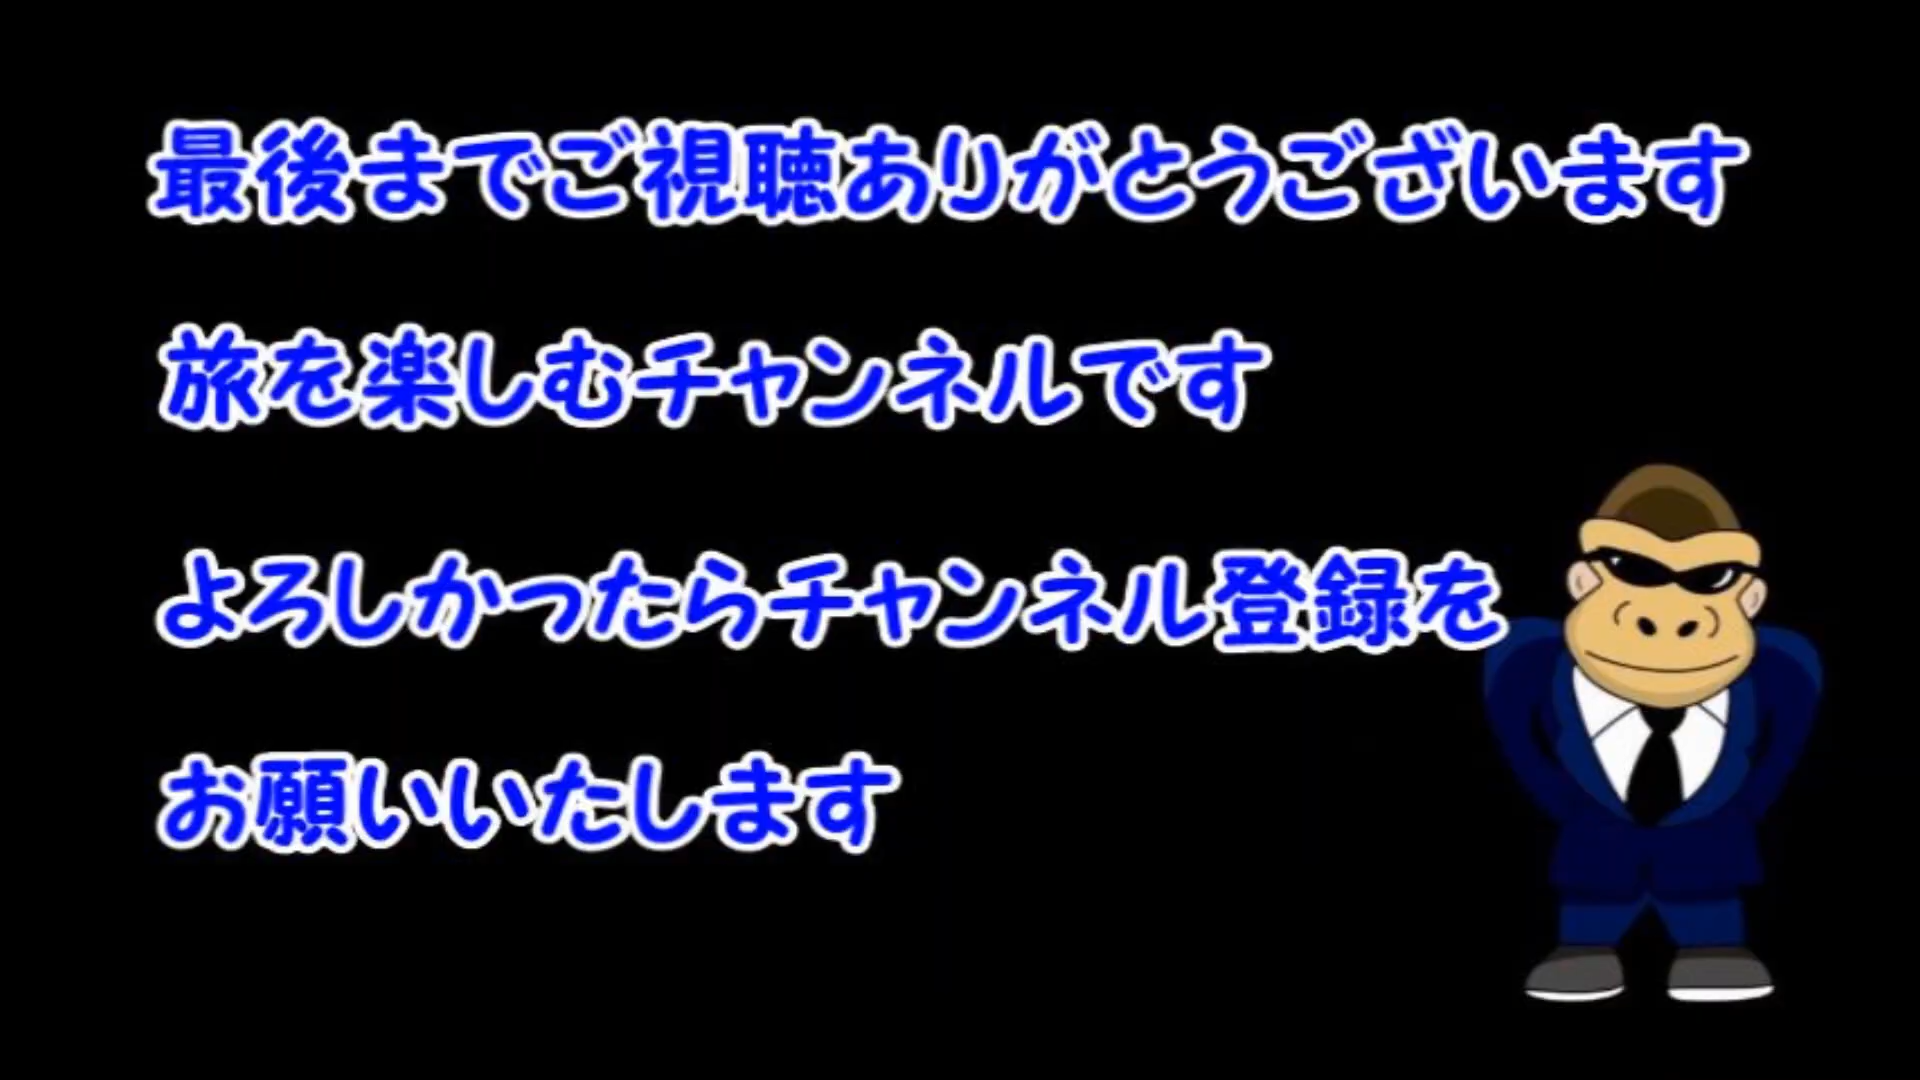 最後までご視聴ありがとうございます
旅を楽しむチャンネルです
よろしかったらチャンネル登録を
お願いいたします